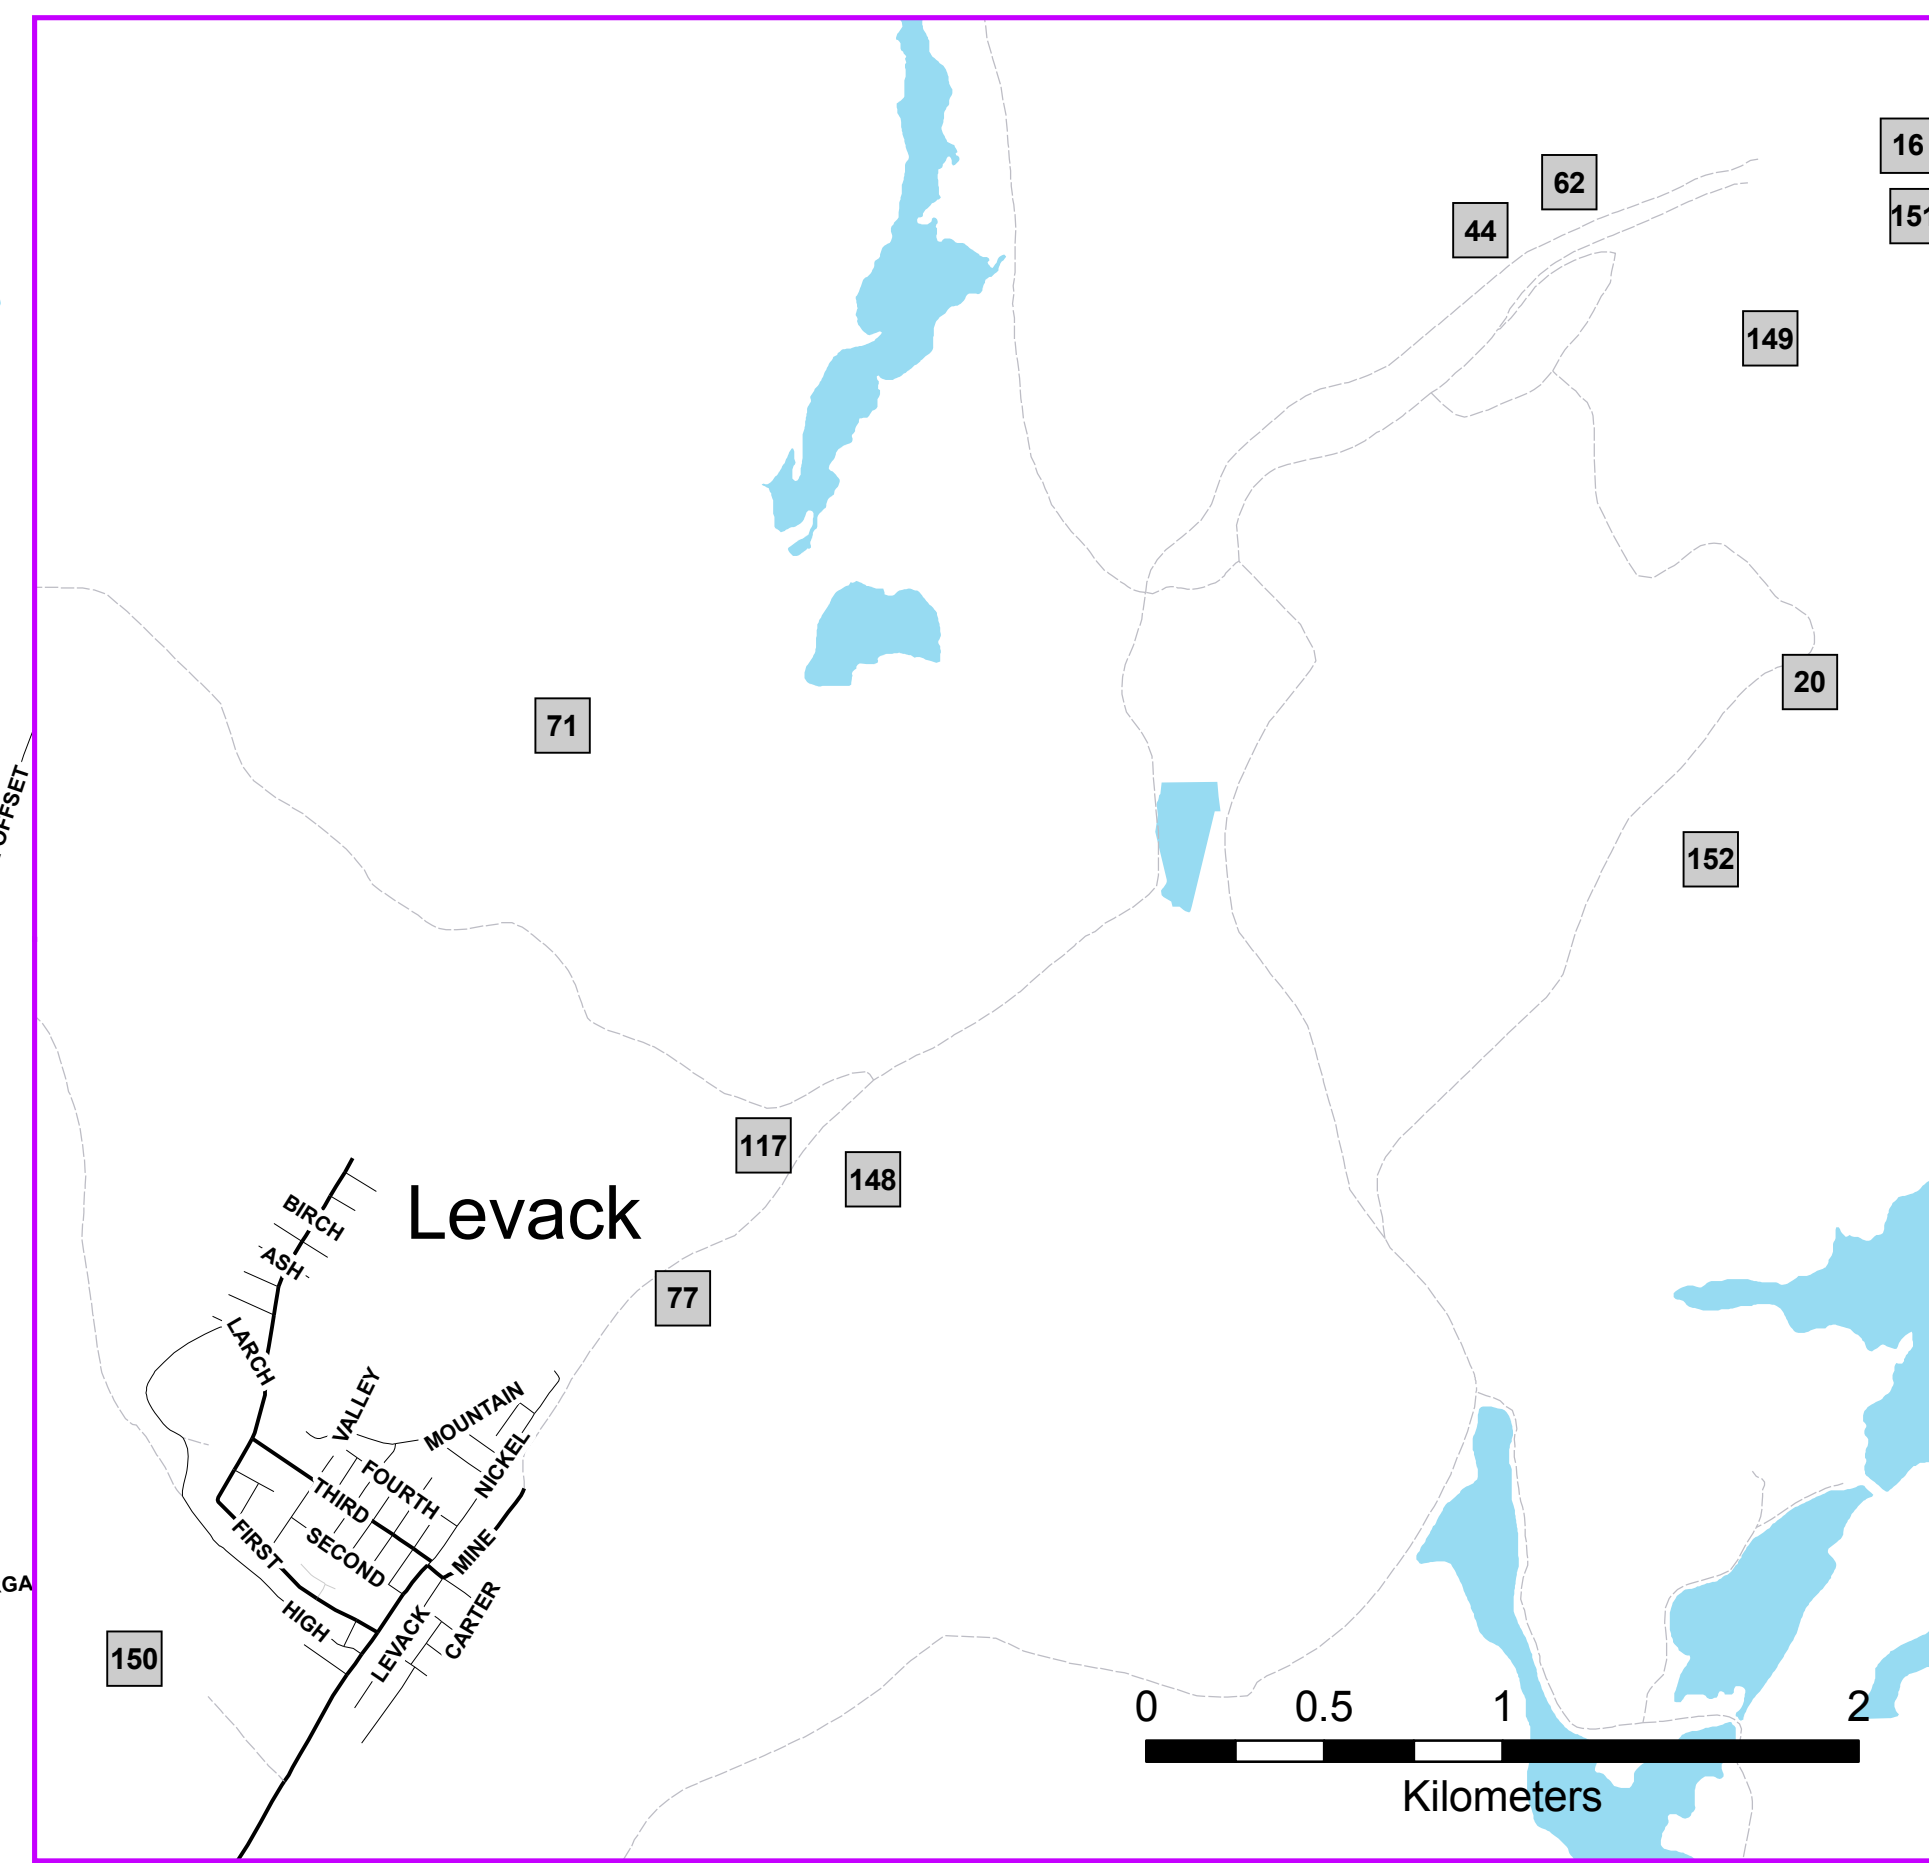 16
62
151
44
149
20
71
OFFSET
152
117
148
Levack
BIRCH
ASH
77
LARCH
VALLEY
MOUNTAIN
NICKEL
FOURTH
THIRD
MINE
FIRST
SECOND
GA
CARTER
HIGH
LEVACK
150
0 0.5 1 2
Kilometers